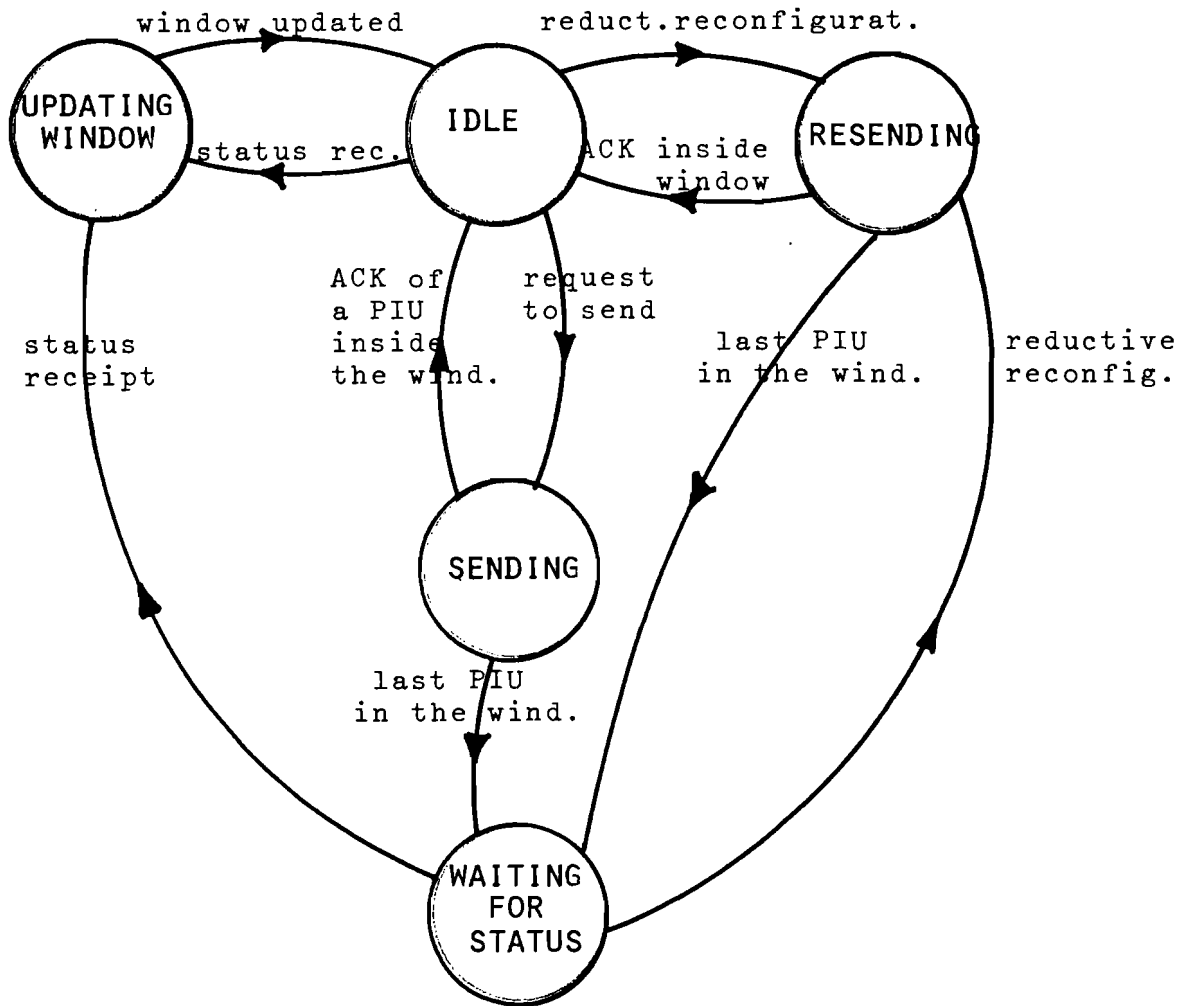 window updated
reduct.reconfigurat.
UPDATING
WINDOW
IDLE
RESENDING
status rec.
ACK inside
window
ACK of
a PIU
inside
the wind.
request
to send
status
receipt
last PIU
in the wind.
reductive
reconfig.
SENDING
last PIU
in the wind.
WAITING
FOR
STATUS